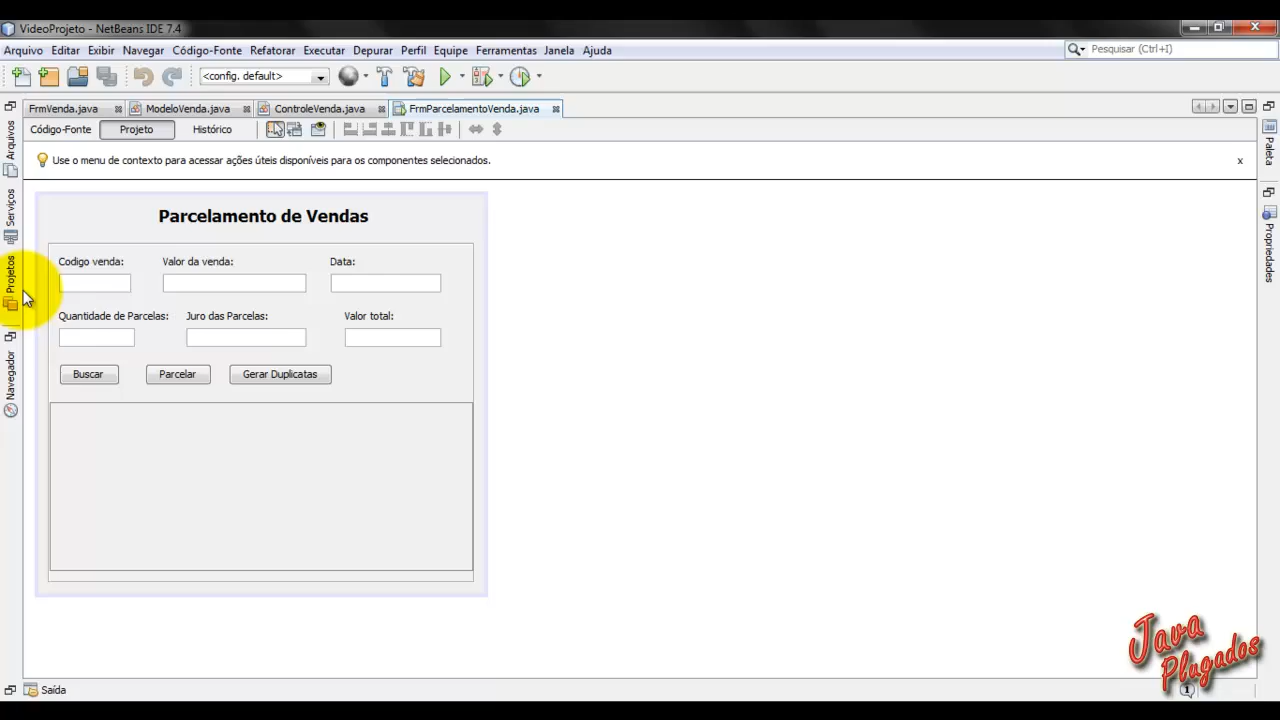 VideoProjeto - NetBeans IDE 7.4
Arquivo Editar Exibir Navegar Código-Fonte Refatorar Executar Depurar Perfil Equipe Ferramentas Janela Ajuda
Pesquisar (Ctrl+I)
<config. default>
FrmVenda.java ModeloVenda.java ControleVenda.java FrmParcelamentoVenda.java
Código-Fonte Projeto Histórico
Use o menu de contexto para acessar ações úteis disponíveis para os componentes selecionados.
x
Arquivos
Serviços
Projetos
Navegador
Paleta
Propriedades
Parcelamento de Vendas
Codigo venda: Valor da venda: Data:
Quantidade de Parcelas: Juro das Parcelas: Valor total:
Buscar Parcelar Gerar Duplicatas
Java
Plugados
Saída
1